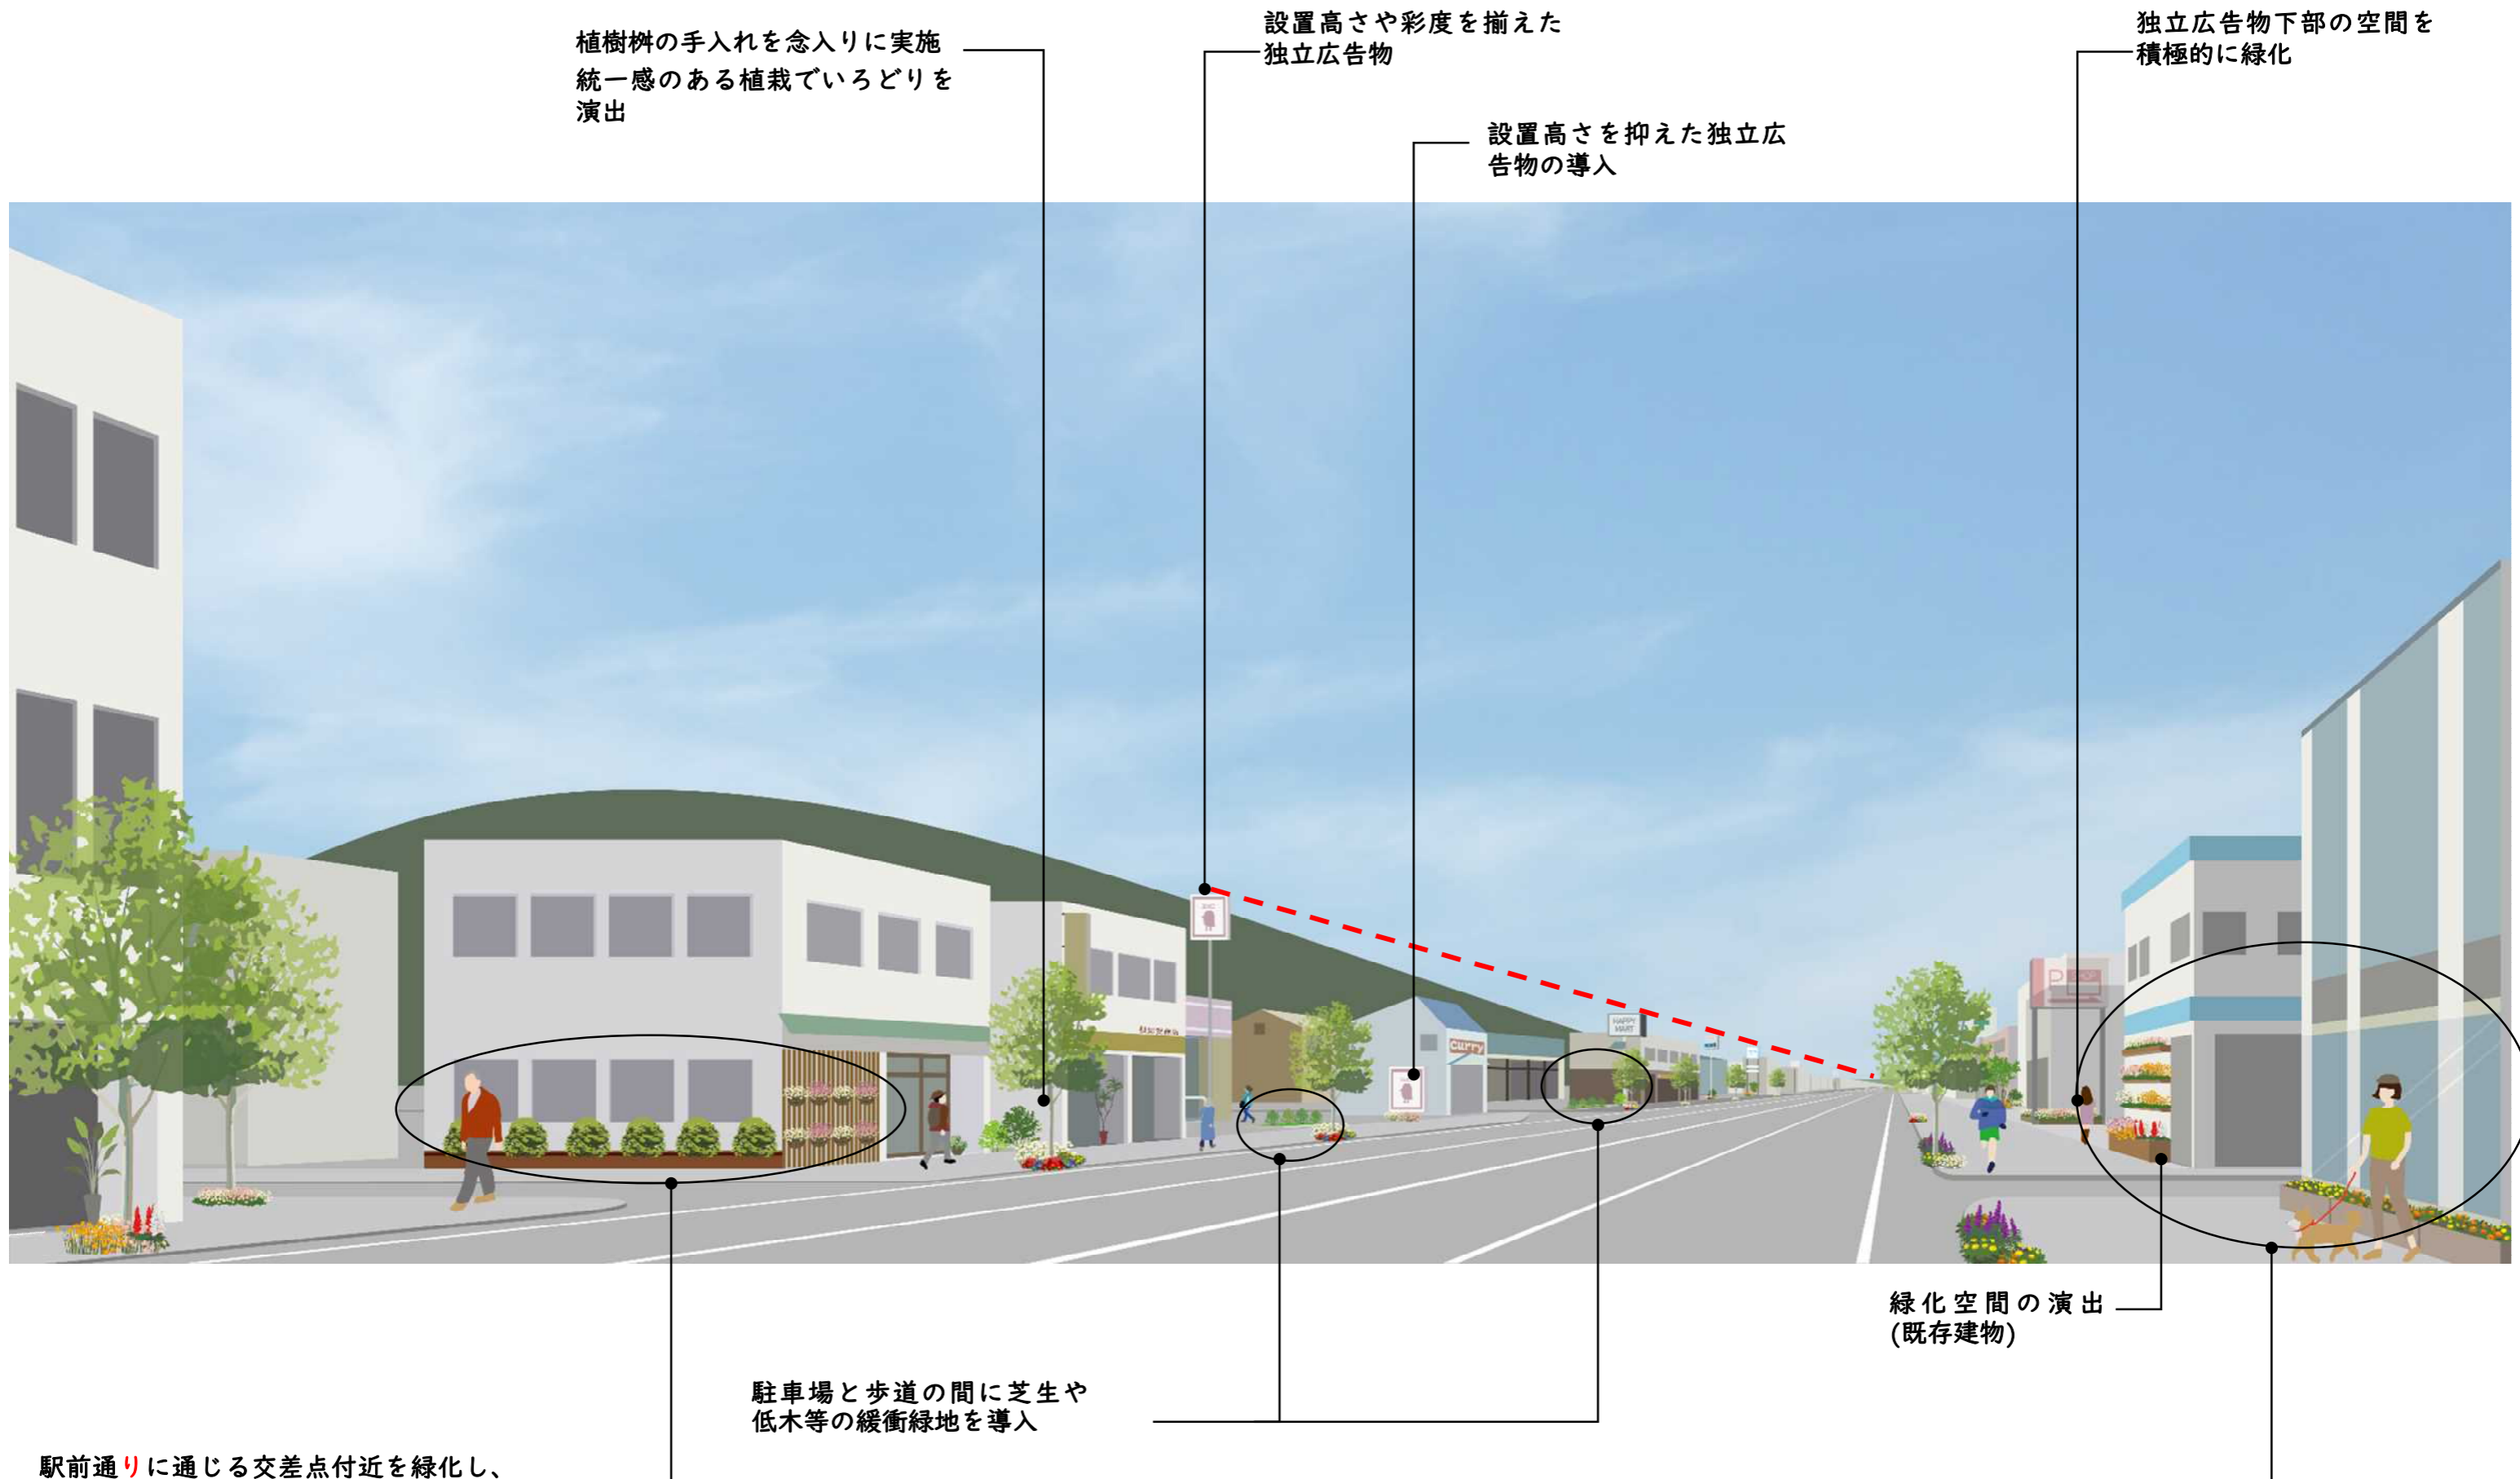 設置高さや彩度を揃えた
独立広告物
独立広告物下部の空間を
積極的に緑化
植樹桝の手入れを念入りに実施
統一感のある植栽でいろどりを
演出
設置高さを抑えた独立広
告物の導入
HAPPY
MART
curry
緑化空間の演出
(既存建物)
駐車場と歩道の間に芝生や
低木等の緩衝緑地を導入
駅前通りに通じる交差点付近を緑化し、